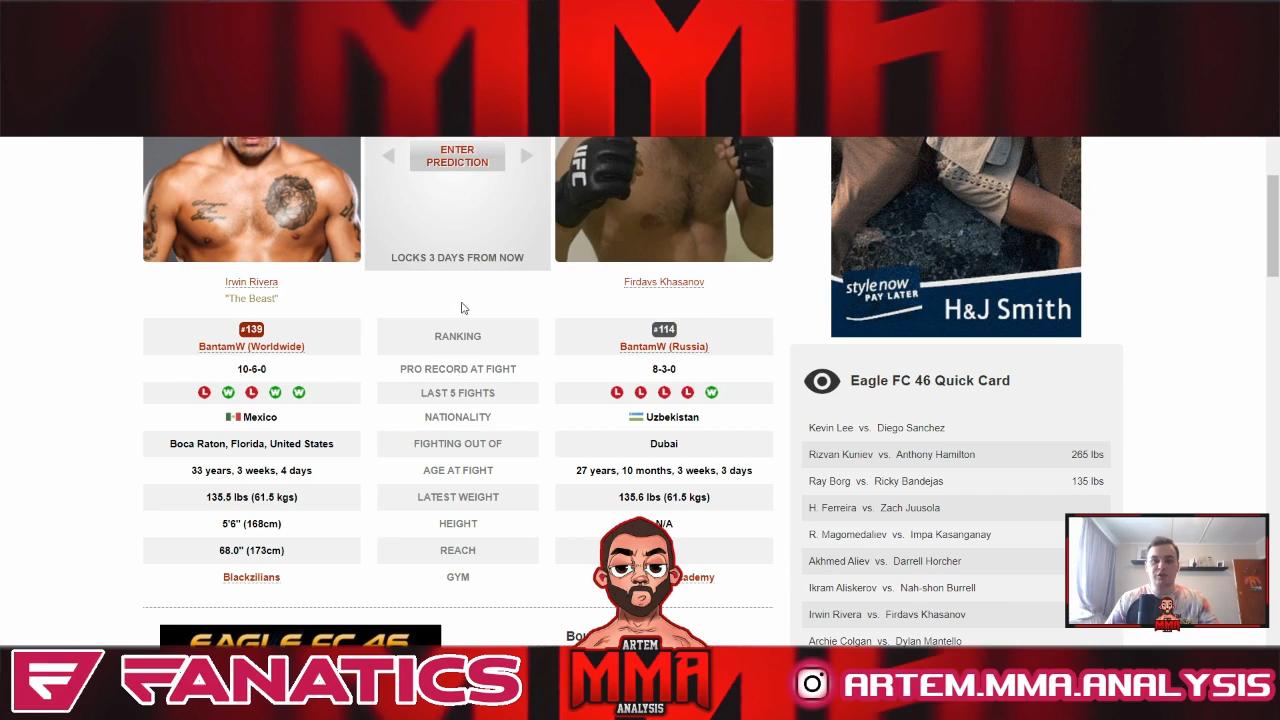 MMA
UFC
ENTER
PREDICTION
LOCKS 3 DAYS FROM NOW
Irwin Rivera
"The Beast"
Firdavs Khasanov
#139
BantamW (Worldwide)
RANKING
#114
BantamW (Russia)
10-6-0
PRO RECORD AT FIGHT
8-3-0
L W L W W
LAST 5 FIGHTS
L L L L W
Mexico
NATIONALITY
Uzbekistan
Boca Raton, Florida, United States
FIGHTING OUT OF
Dubai
33 years, 3 weeks, 4 days
AGE AT FIGHT
27 years, 10 months, 3 weeks, 3 days
135.5 lbs (61.5 kgs)
LATEST WEIGHT
135.6 lbs (61.5 kgs)
5'6" (168cm)
HEIGHT
N/A
68.0" (173cm)
REACH
Blackzilians
GYM
ademy
EAGLE FC 46
Bou
style now
PAY LATER
H&J Smith
Eagle FC 46 Quick Card
Kevin Lee vs. Diego Sanchez
Rizvan Kuniev vs. Anthony Hamilton 265 lbs
Ray Borg vs. Ricky Bandejas 135 lbs
H. Ferreira vs. Zach Juusola
R. Magomedaliev vs. Impa Kasanganay
Akhmed Aliev vs. Darrell Horcher
Ikram Aliskerov vs. Nah-shon Burrell
Irwin Rivera vs. Firdavs Khasanov
Archie Colgan vs. Dylan Mantello
MMA
FANATICS
ARTEM
MMA
ANALYSIS
ARTEM.MMA.ANALYSIS